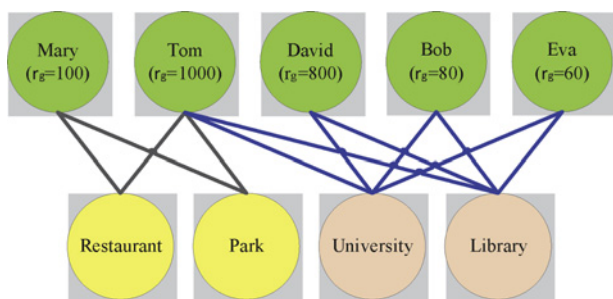 Mary
(rg=100)
Tom
(rg=1000)
David
(rg=800)
Bob
(rg=80)
Eva
(rg=60)
Restaurant
Park
University
Library